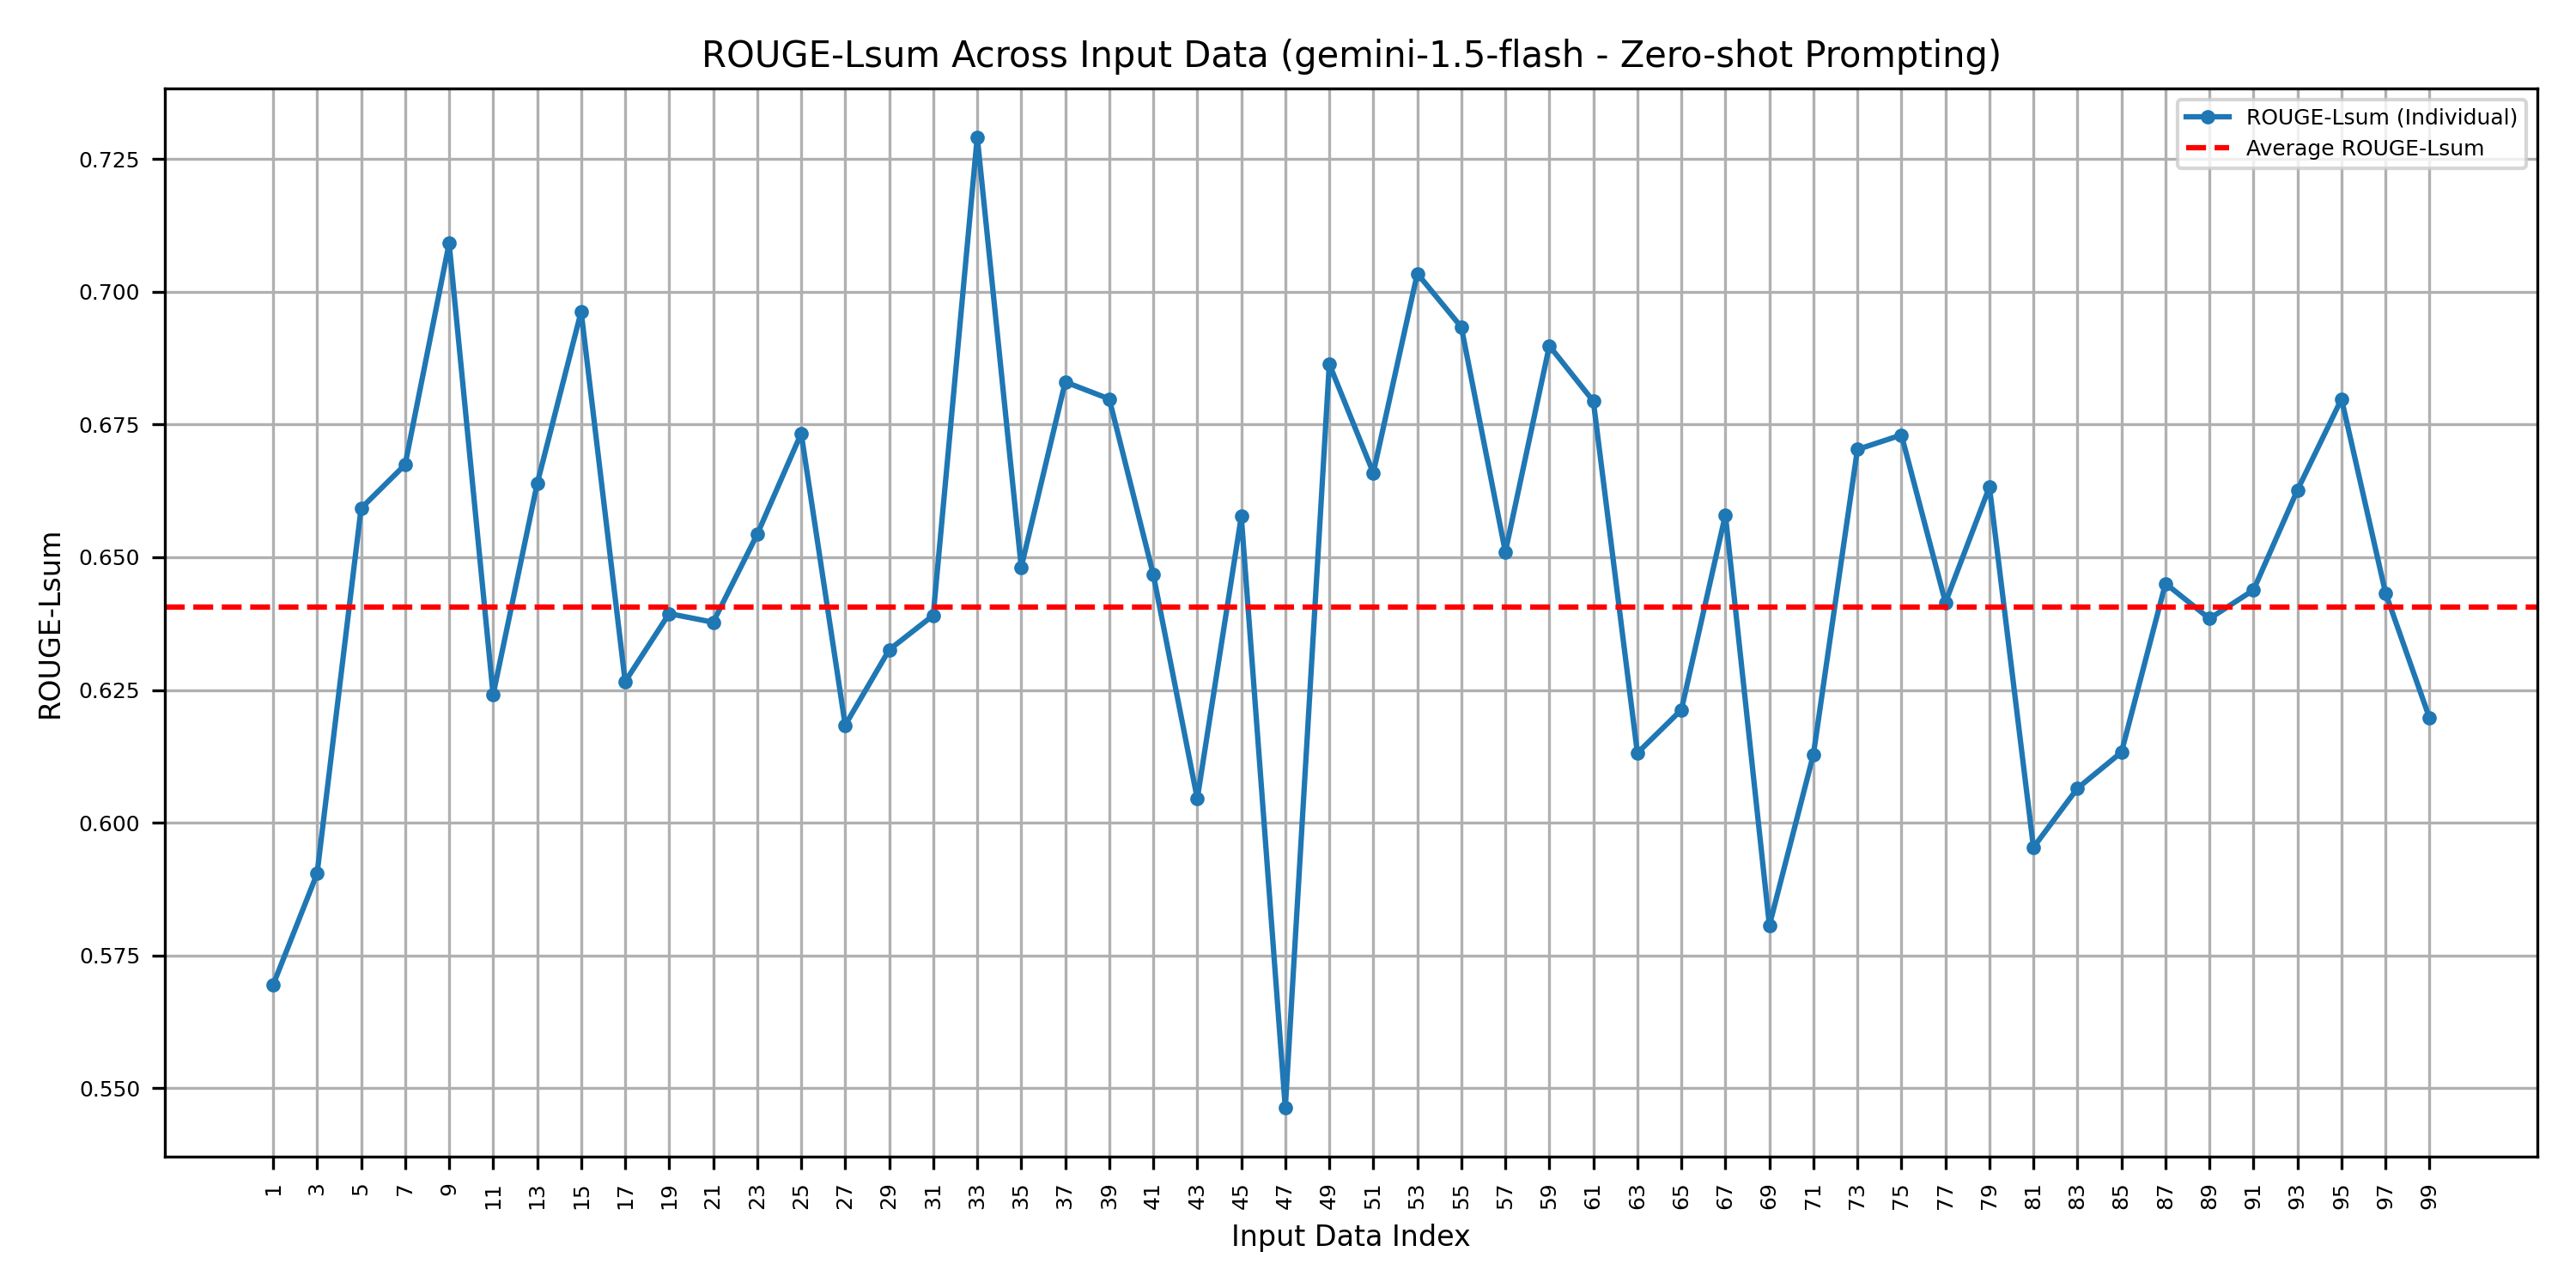 ROUGE-Lsum Across Input Data (gemini-1.5-flash - Zero-shot Prompting)
ROUGE-Lsum (Individual)
Average ROUGE-Lsum
ROUGE-Lsum
0.725
0.700
0.675
0.650
0.625
0.600
0.575
0.550
1 3 5 7 9 11 13 15 17 19 21 23 25 27 29 31 33 35 37 39 41 43 45 47 49 51 53 55 57 59 61 63 65 67 69 71 73 75 77 79 81 83 85 87 89 91 93 95 97 99
Input Data Index